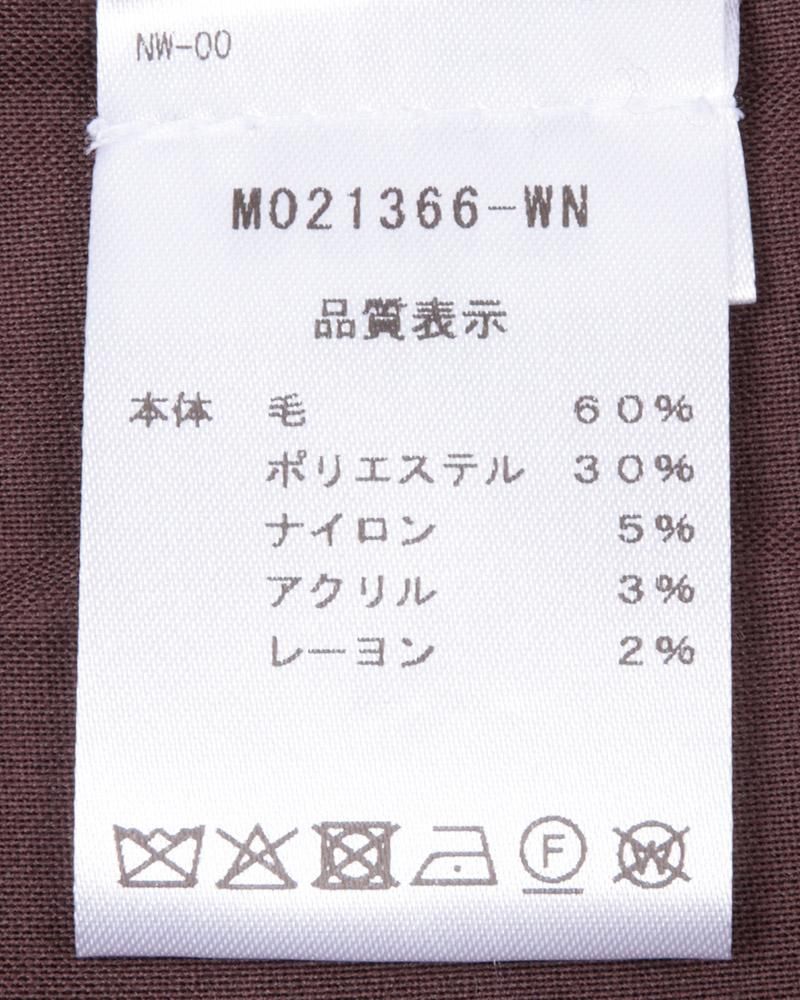 NW-00
M021366-WN
品質表示
本体 毛 60%
ポリエステル 30%
ナイロン 5%
アクリル 3%
レーヨン 2%
F W